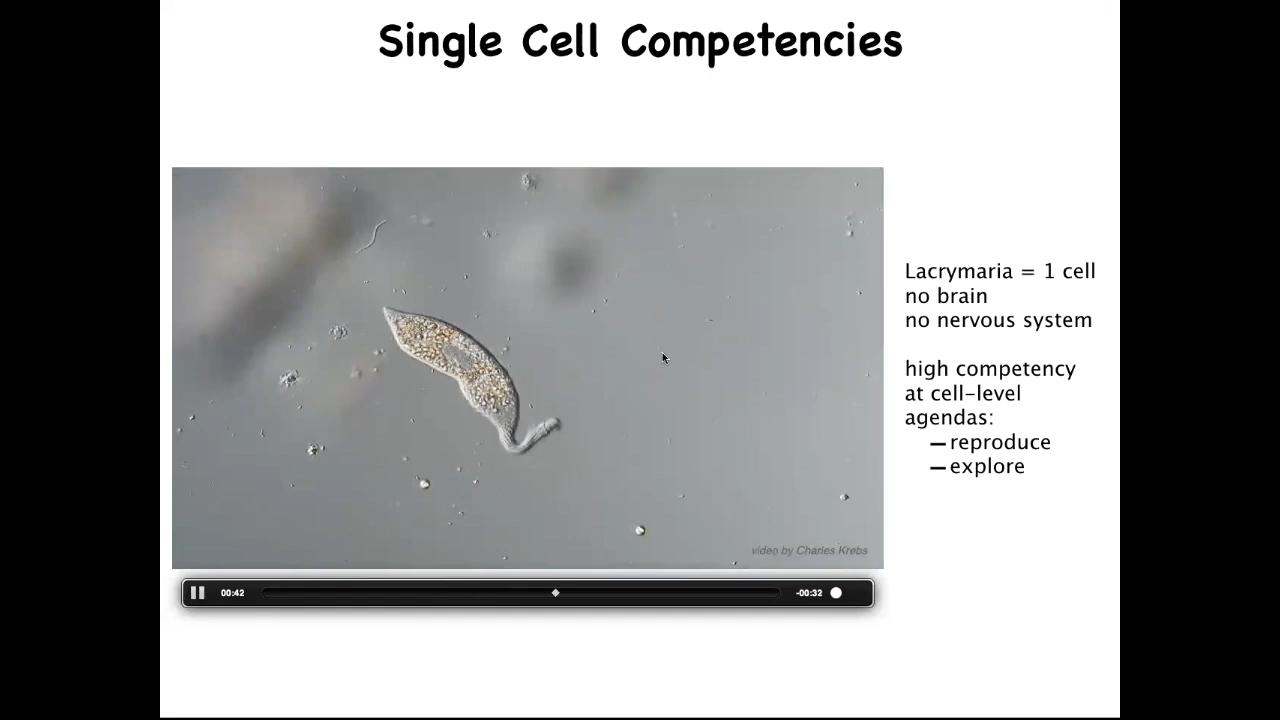 Single Cell Competencies
Lacrymaria = 1 cell
no brain
no nervous system
high competency
at cell-level
agendas:
— reproduce
— explore
video by Charles Krebs
00:42
-00:32